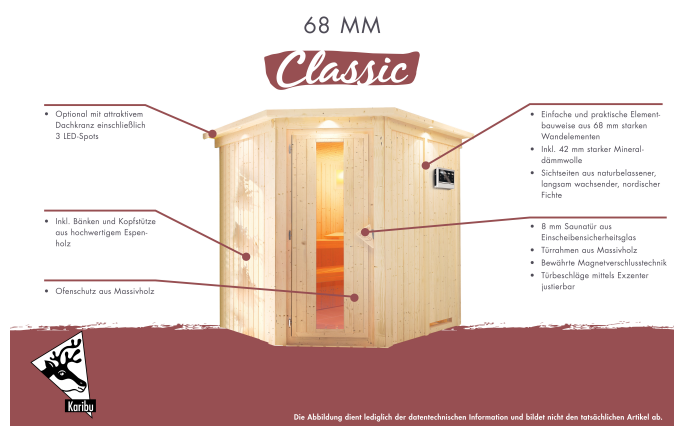 68 MM
Classic
• Optional mit attraktivem
Dachkranz einschließlich
3 LED-Spots
• Inkl. Bänken und Kopfstütze
aus hochwertigem Espen-
holz
• Ofenschutz aus Massivholz
• Einfache und praktische Element-
bauweise aus 68 mm starken
Wandelementen
• Inkl. 42 mm starker Mineral-
dämmwolle
• Sichtseiten aus naturbelassener,
langsam wachsender, nordischer
Fichte
• 8 mm Saunatür aus
Einscheibensicherheitsglas
• Türrahmen aus Massivholz
• Bewährte Magnetverschlusstechnik
• Türbeschläge mittels Exzenter
justierbar
Karibu
Die Abbildung dient lediglich der datentechnischen Information und bildet nicht den tatsächlichen Artikel ab.